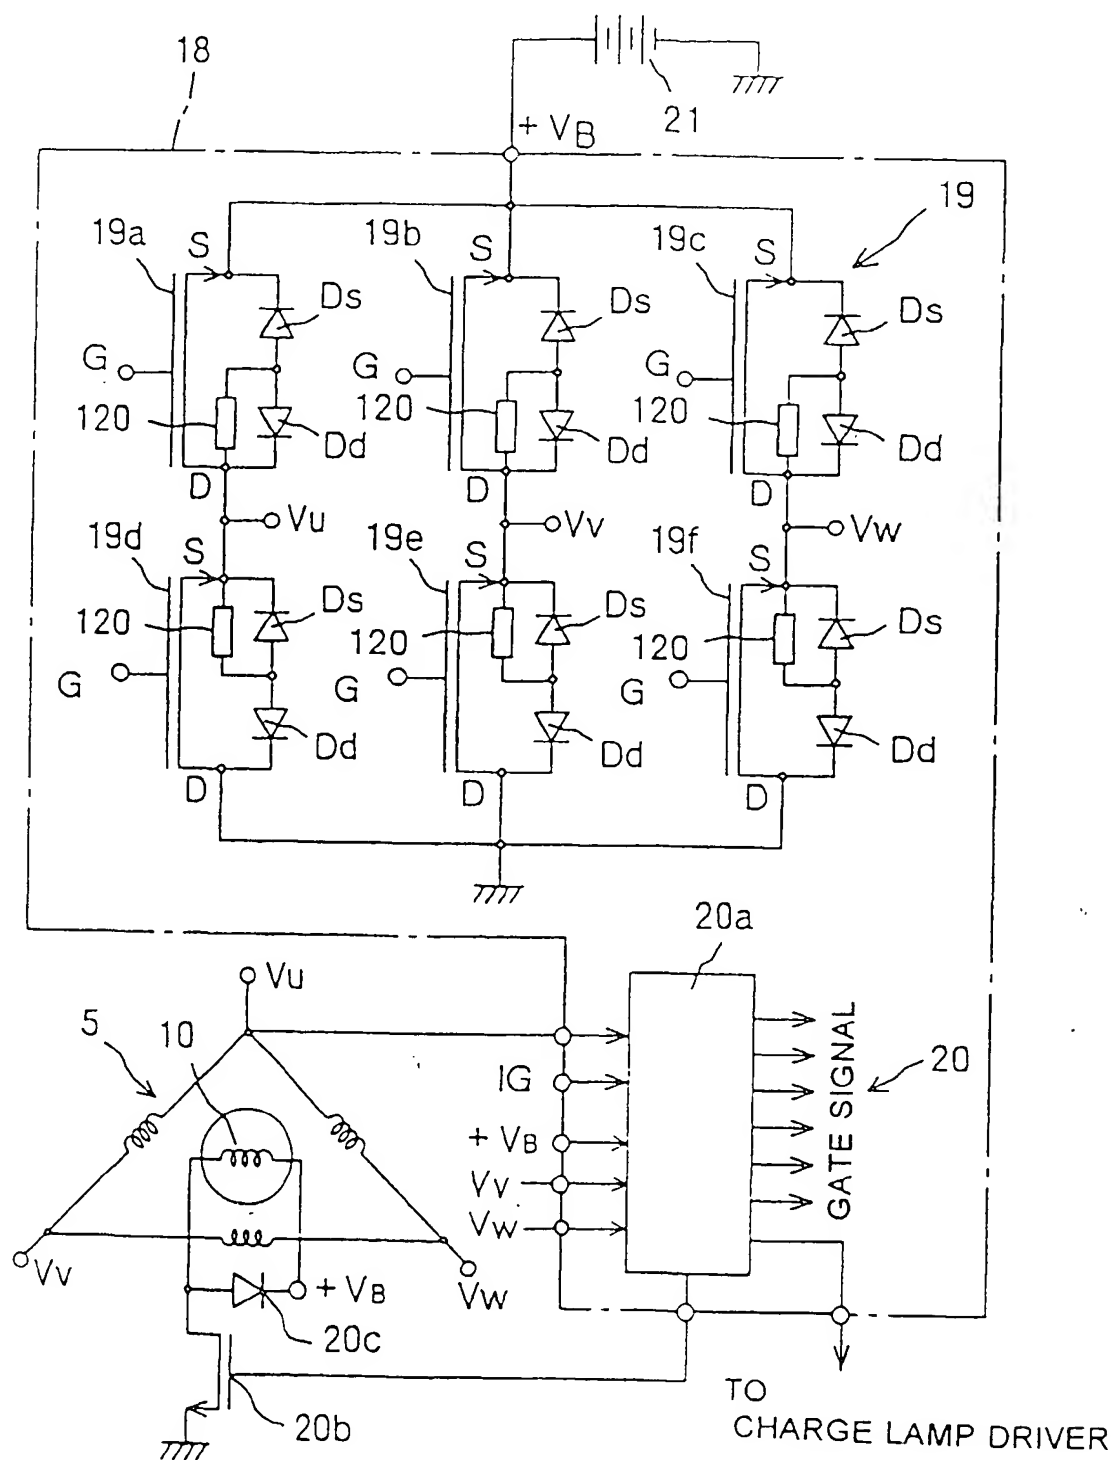 18
21
+ VB
19
19a
S
19b
S
19c
S
Ds
Ds
Ds
G
G
G
120
120
120
Dd
Dd
Dd
D
D
D
Vu
Vv
Vw
19d
S
19e
S
19f
S
Ds
Ds
Ds
120
120
120
G
G
G
Dd
Dd
Dd
D
D
D
20a
Vu
5
10
IG
+ VB
Vv
Vw
GATE SIGNAL
20
Vv
+ VB
Vw
20c
20b
TO
CHARGE LAMP DRIVER